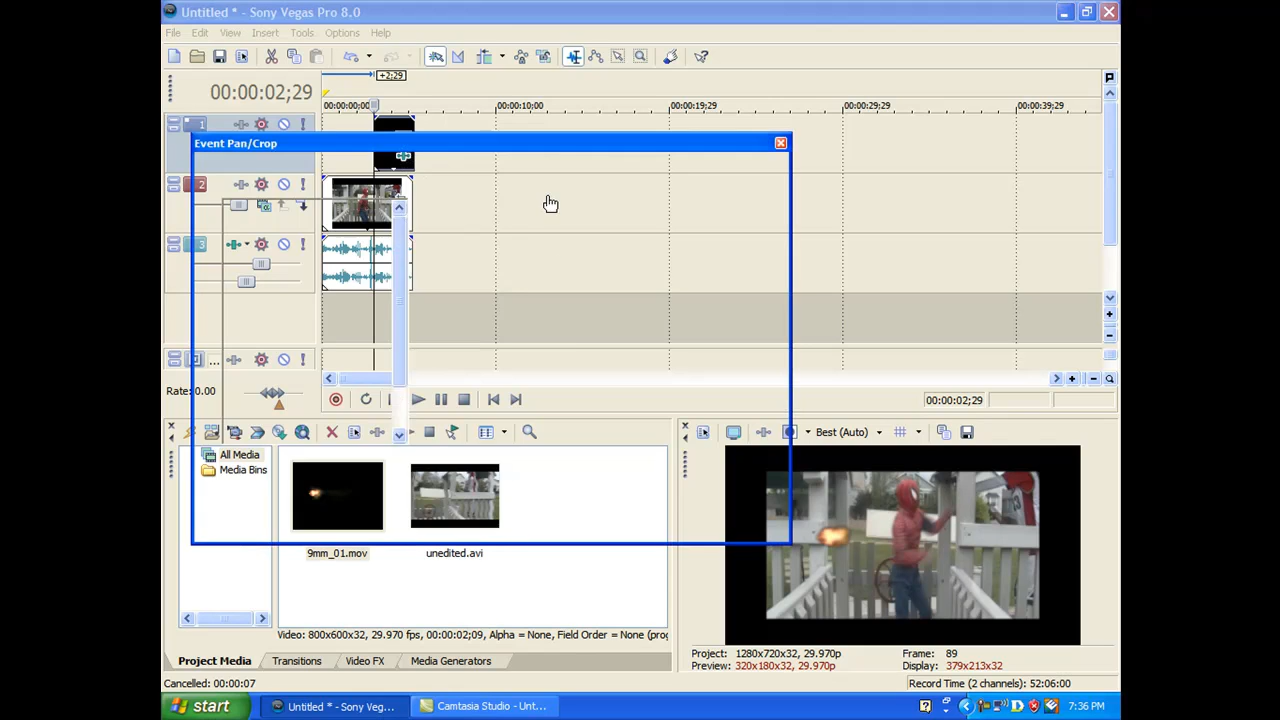 Untitled * - Sony Vegas Pro 8.0
File Edit View Insert Tools Options Help
+2;29
00:00:02;29
00:00:00;00 00:00:10;00 00:00:19;29 00:00:29;29 00:00:39;29
1
Event Pan/Crop
2
3
Rate: 0.00
00:00:02;29
Best (Auto)
All Media
Media Bins
9mm_01.mov
unedited.avi
Video: 800x600x32, 29.970 fps, 00:00:02;09, Alpha = None, Field Order = None (prog
Project: 1280x720x32, 29.970p Frame: 89
Preview: 320x180x32, 29.970p Display: 379x213x32
Project Media Transitions Video FX Media Generators
Cancelled: 00:00:07
Record Time (2 channels): 52:06:00
start
Untitled * - Sony Veg...
Camtasia Studio - Unt...
7:36 PM